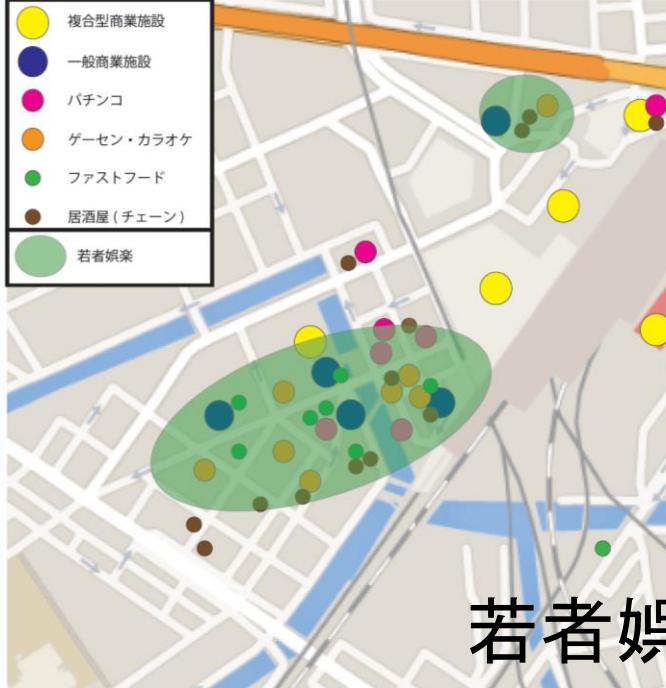 複合型商業施設
一般商業施設
パチンコ
ゲーセン・カラオケ
ファストフード
居酒屋 ( チェーン )
若者娯楽
若者娯